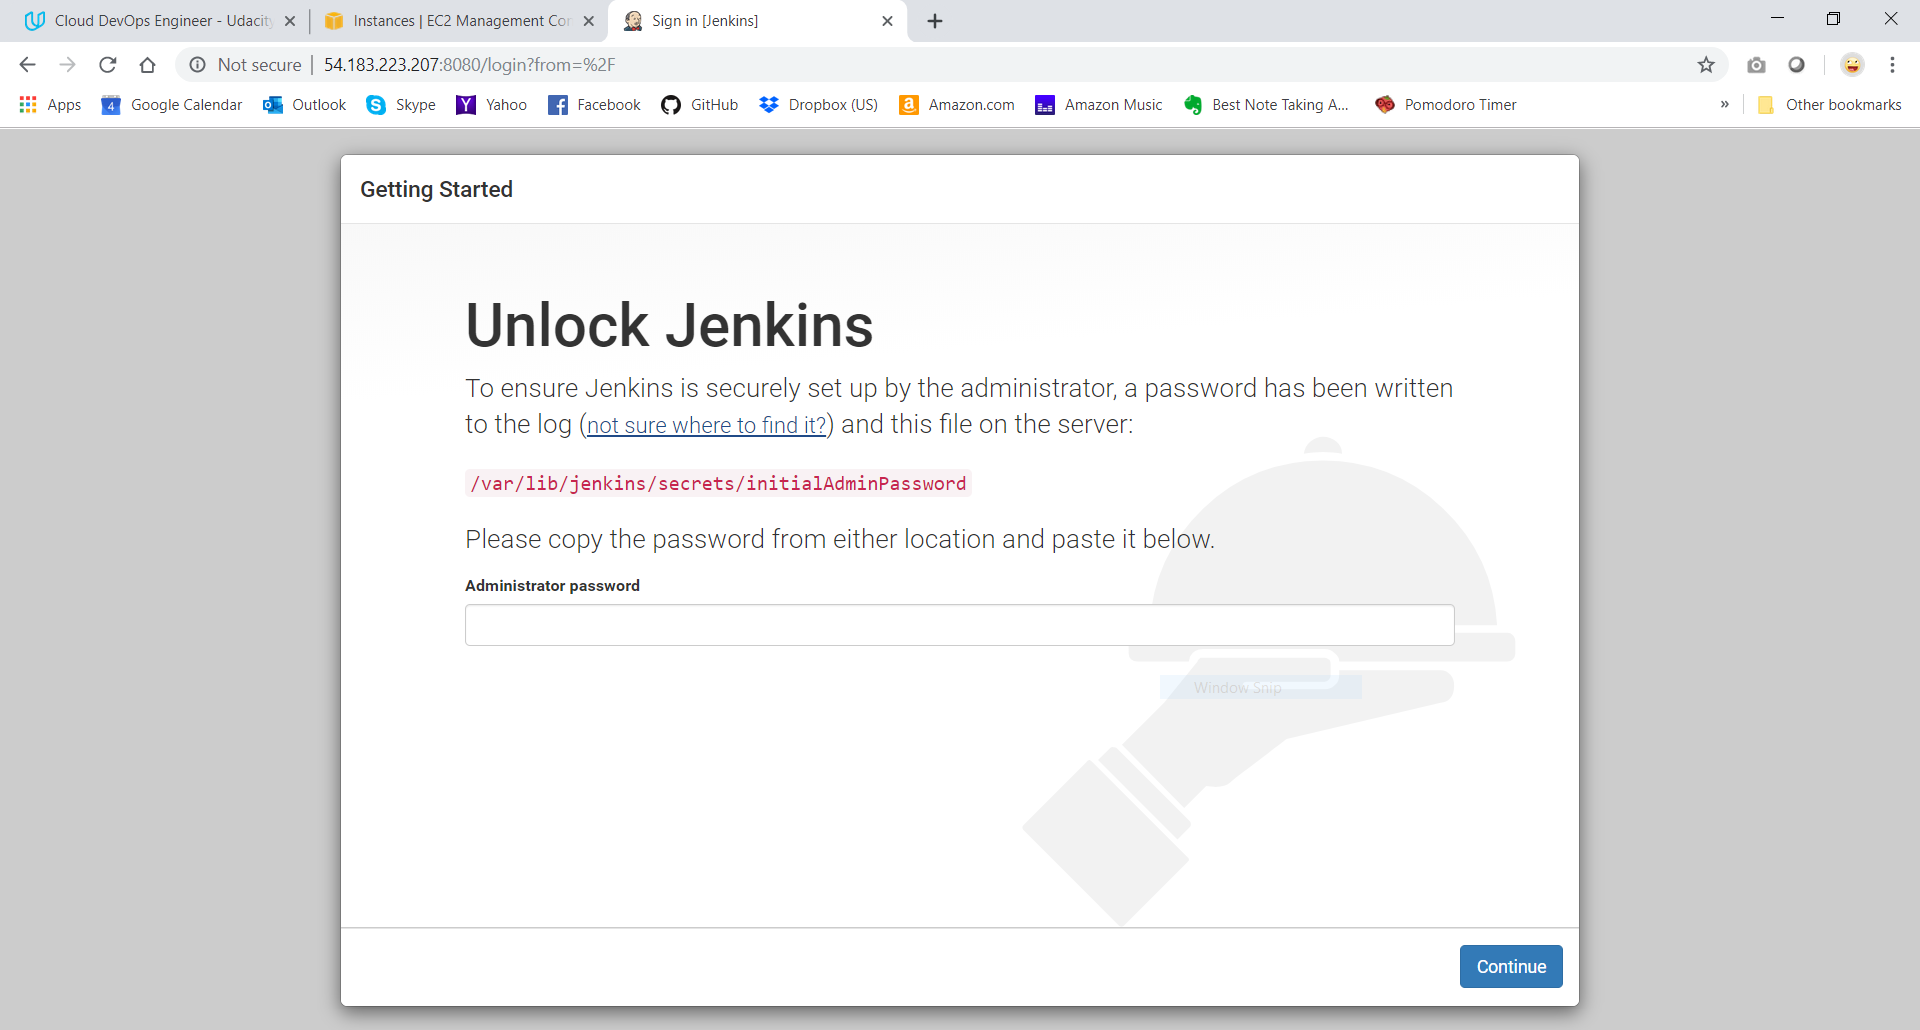 Cloud DevOps Engineer - Udacity
Instances | EC2 Management Con
Sign in [Jenkins]
Not secure | 54.183.223.207:8080/login?from=%2F
Apps
4
Google Calendar
Outlook
Skype
Yahoo
Facebook
GitHub
Dropbox (US)
Amazon.com
Amazon Music
Best Note Taking A...
Pomodoro Timer
»
Other bookmarks
Getting Started
Unlock Jenkins
To ensure Jenkins is securely set up by the administrator, a password has been written
to the log (not sure where to find it?) and this file on the server:
/var/lib/jenkins/secrets/initialAdminPassword
Please copy the password from either location and paste it below.
Administrator password
Window Snip
Continue